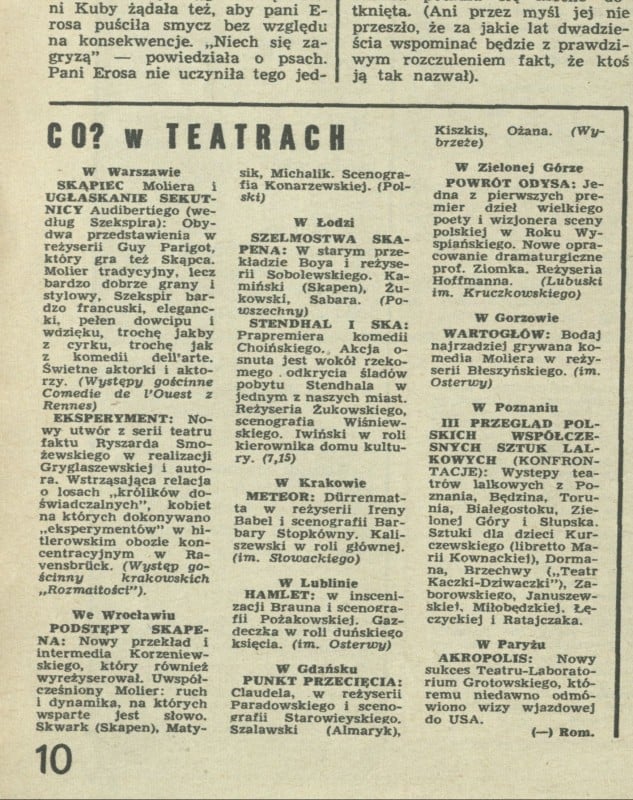 ni Kuby żądała też, aby pani E-
rosa puściła smycz bez względu
na konsekwencje. „Niech się za-
gryzą” — powiedziała o psach.
Pani Erosa nie uczyniła tego jed-
tknięta. (Ani przez myśl jej nie
przeszło, że za jakie lat dwadzie-
ścia wspominać będzie z prawdzi-
wym rozczuleniem fakt, że ktoś
ją tak nazwał).
CO? w TEATRACH
W Warszawie
SKĄPIEC Moliera i
UGŁASKANIE SEKUT-
NICY Audibertiego (we-
dług Szekspira): Oby-
dwa przedstawienia w
reżyserii Guy Parigot,
który gra też Skąpca.
Molier tradycyjny, lecz
bardzo dobrze grany i
stylowy, Szekspir bar-
dzo francuski, eleganc-
ki, pełen dowcipu i
wdzięku, trochę jakby
z cyrku, trochę jak
z komedii dell'arte.
Świetne aktorki i akto-
rzy. (Występy gościnne
Comedie de l'Ouest z
Rennes)
EKSPERYMENT: No-
wy utwór z serii teatru
faktu Ryszarda Smo-
żewskiego w realizacji
Gryglaszewskiej i auto-
ra. Wstrząsająca relacja
o losach „królików do-
świadczalnych”, kobiet
na których dokonywano
„eksperymentów” w hi-
tlerowskim obozie kon-
centracyjnym w Ra-
vensbrück. (Występ go-
ścinny krakowskich
„Rozmaitości”).
We Wrocławiu
PODSTĘPY SKAPE-
NA: Nowy przekład i
intermedia Korzeniew-
skiego, który również
wyreżyserował. Uwspół-
cześniony Molier: ruch
i dynamika, na których
wsparte jest słowo.
Skwark (Skapen), Maty-
sik, Michalik. Scenogra-
fia Konarzewskiej. (Pol-
ski)
W Łodzi
SZELMOSTWA SKA-
PENA: W starym prze-
kładzie Boya i reżyse-
rii Sobolewskiego. Ka-
miński (Skapen), Żu-
kowski, Sabara. (Po-
wszechny)
STENDHAL I SKA:
Prapremiera komedii
Choińskiego. Akcja o-
snuta jest wokół rzeko-
mego odkrycia śladów
pobytu Stendhala w
jednym z naszych miast.
Reżyseria Żukowskiego,
scenografia Wiśniew-
skiego. Iwiński w roli
kierownika domu kultu-
ry. (7,15)
W Krakowie
METEOR: Dürrenmat-
ta w reżyserii Ireny
Babel i scenografii Bar-
bary Stopkówny. Kali-
szewski w roli głównej.
(im. Słowackiego)
W Lublinie
HAMLET: w insceni-
zacji Brauna i scenogra-
fii Pożakowskiej. Gaz-
deczka w roli duńskiego
księcia. (im. Osterwy)
W Gdańsku
PUNKT PRZECIĘCIA:
Claudela, w reżyserii
Paradowskiego i sceno-
grafii Starowieyskiego.
Szalawski (Almaryk),
Kiszkis, Ożana. (Wy-
brzeże)
W Zielonej Górze
POWRÓT ODYSA: Je-
dna z pierwszych pre-
mier dzieł wielkiego
poety i wizjonera sceny
polskiej w Roku Wy-
spiańskiego. Nowe opra-
cowanie dramaturgiczne
prof. Ziomka. Reżyseria
Hoffmanna. (Lubuski
im. Kruczkowskiego)
W Gorzowie
WARTOGŁÓW: Bodaj
najrzadziej grywana ko-
media Moliera w reży-
serii Błeszyńskiego. (im.
Osterwy)
W Poznaniu
III PRZEGLĄD POL-
SKICH WSPÓŁCZE-
SNYCH SZTUK LAL-
KOWYCH (KONFRON-
TACJE): Występy tea-
trów lalkowych z Po-
znania, Będzina, Toru-
nia, Białegostoku, Zie-
lonej Góry i Słupska.
Sztuki dla dzieci Kur-
czewskiego (libretto Ma-
rii Kownackiej), Dorma-
na, Brzechwy („Teatr
Kaczki-Dziwaczki”), Za-
borowskiego, Januszew-
skiej, Miłobędzkiej. Łę-
czyckiej i Ratajczaka.
W Paryżu
AKROPOLIS: Nowy
sukces Teatru-Laborato-
rium Grotowskiego, któ-
remu niedawno odmó-
wiono wizy wjazdowej
do USA.
(—) Rom.
10